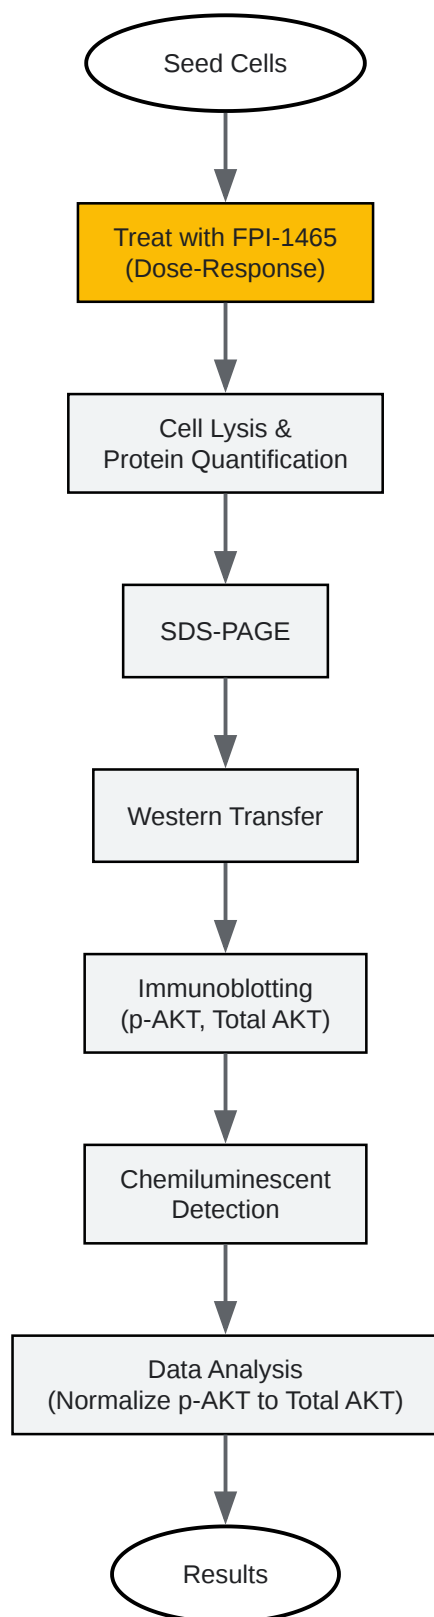 Seed Cells
Treat with FPI-1465
(Dose-Response)
Cell Lysis &
Protein Quantification
SDS-PAGE
Western Transfer
Immunoblotting
(p-AKT, Total AKT)
Chemiluminescent
Detection
Data Analysis
(Normalize p-AKT to Total AKT)
Results